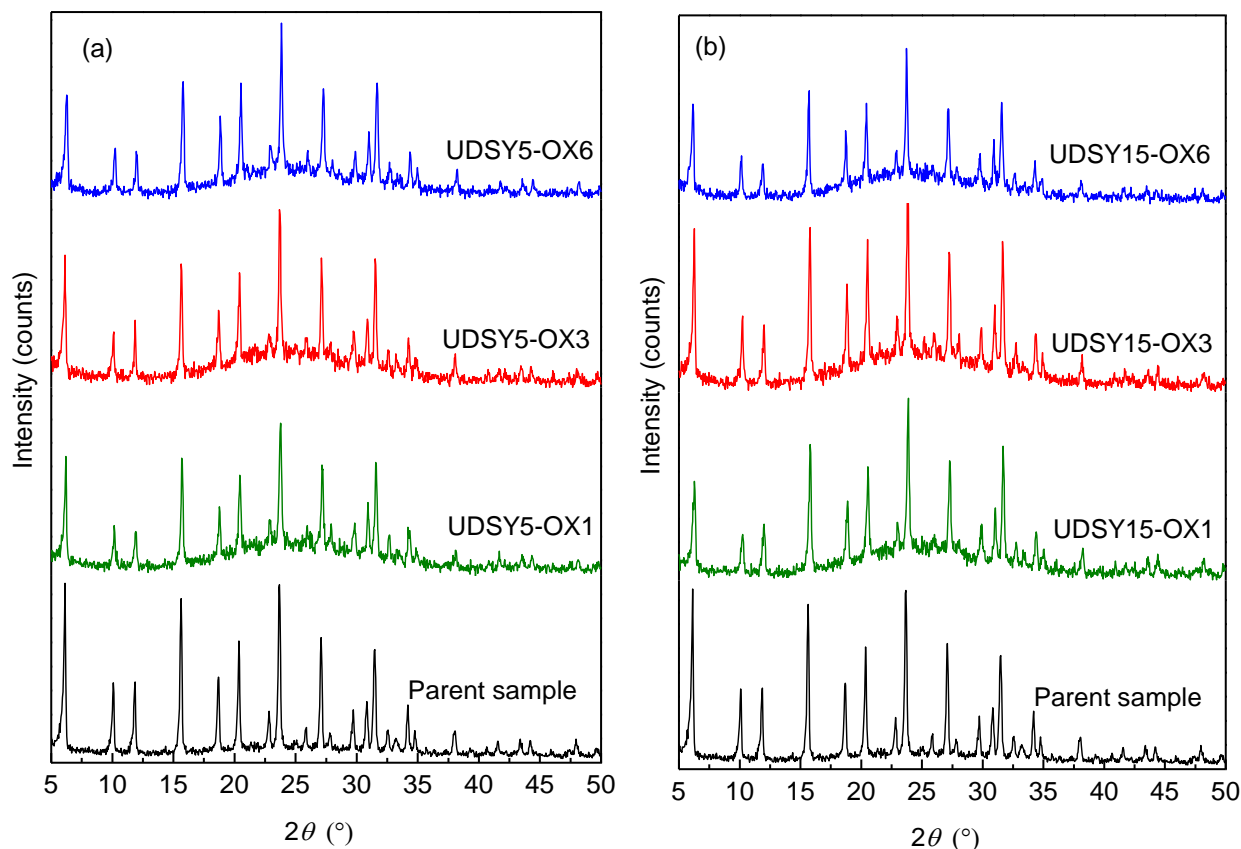 (a)
UDSY5-OX6
UDSY5-OX3
UDSY5-OX1
Parent sample
Intensity (counts)
5 10 15 20 25 30 35 40 45 50
2θ (°)
(b)
UDSY15-OX6
UDSY15-OX3
UDSY15-OX1
Parent sample
Intensity (counts)
5 10 15 20 25 30 35 40 45 50
2θ (°)